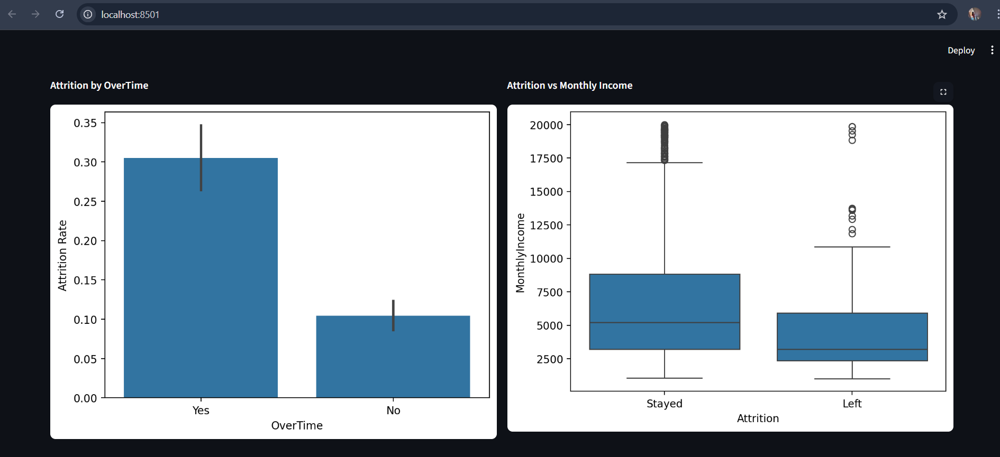 localhost:8501
Deploy
Attrition by OverTime
0.35
0.30
0.25
0.20
0.15
0.10
0.05
0.00
Attrition Rate
Yes
No
OverTime
Attrition vs Monthly Income
20000
17500
15000
12500
10000
7500
5000
2500
MonthlyIncome
Stayed
Left
Attrition